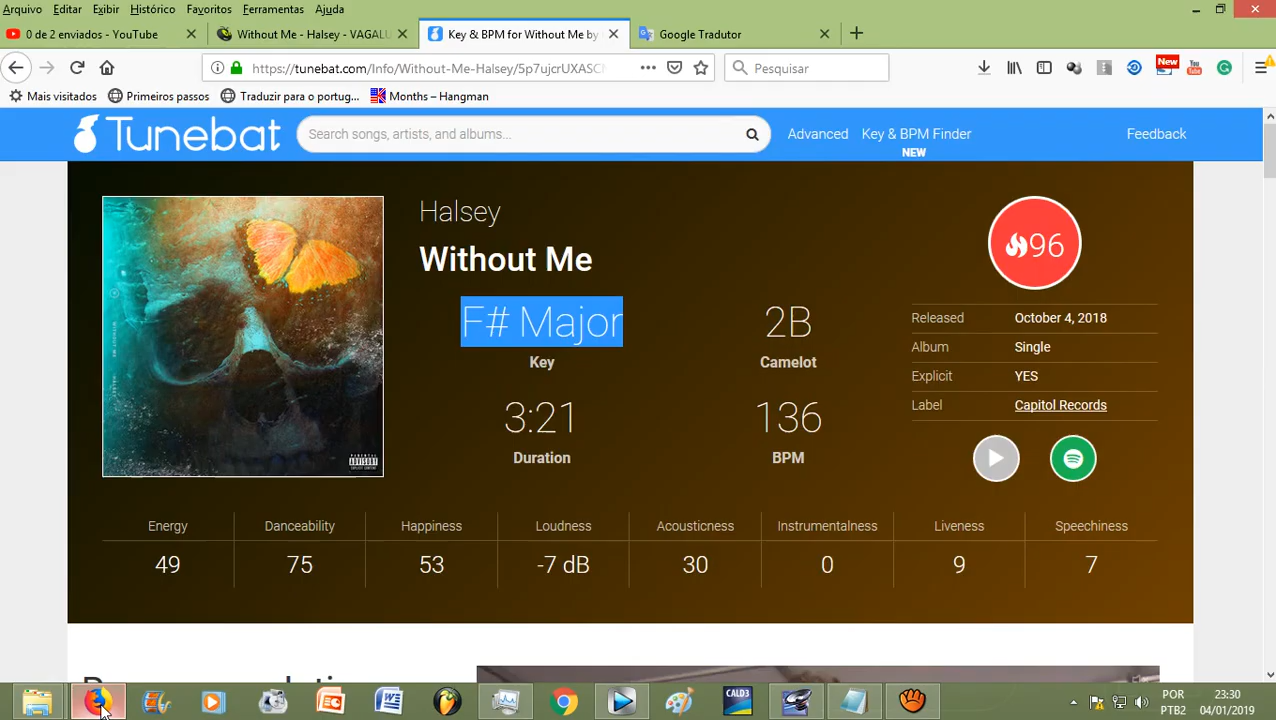 Arquivo Editar Exibir Histórico Favoritos Ferramentas Ajuda
0 de 2 enviados - YouTube
Without Me - Halsey - VAGALU
Key & BPM for Without Me by
Google Tradutor
https://tunebat.com/Info/Without-Me-Halsey/5p7ujcrUXASCM
Pesquisar
New
You Tube
Mais visitados Primeiros passos Traduzir para o portug... Months – Hangman
Tunebat
Search songs, artists, and albums...
Advanced Key & BPM Finder Feedback
NEW
Halsey
Without Me
96
F# Major 2B
Key Camelot
3:21 136
Duration BPM
Released October 4, 2018
Album Single
Explicit YES
Label Capitol Records
Energy Danceability Happiness Loudness Acousticness Instrumentalness Liveness Speechiness
49 75 53 -7 dB 30 0 9 7
CALD3
POR
PTB2
23:30
04/01/2019